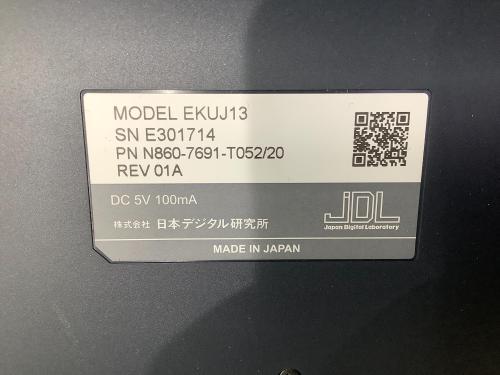 MODEL EKUJ13
SN E301714
PN N860-7691-T052/20
REV 01A
DC 5V 100mA
JDL
Japan Digital Laboratory
株式会社 日本デジタル研究所
MADE IN JAPAN